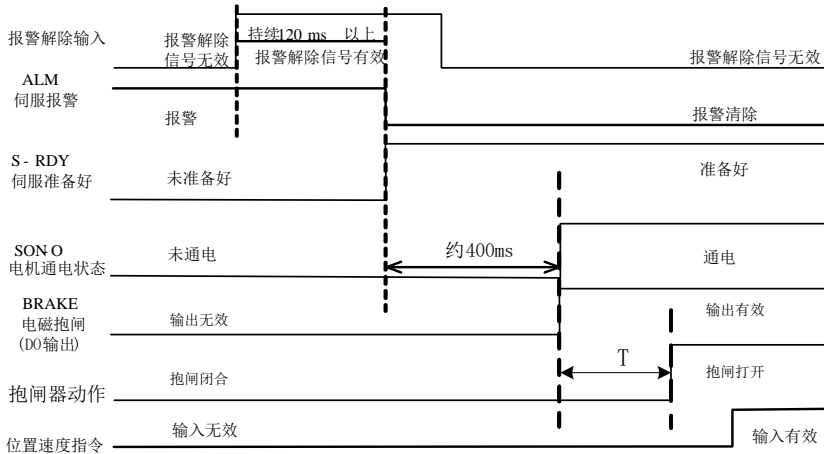 报警解除输入
报警解除
信号无效
持续120 ms 以上
报警解除信号有效
报警解除信号无效
ALM
伺服报警
报警
报警清除
S-RDY
伺服准备好
未准备好
准备好
SON-O
电机通电状态
未通电
约400ms
通电
BRAKE
电磁抱闸
(DO输出)
输出无效
输出有效
抱闸器动作
抱闸闭合
T
抱闸打开
位置速度指令
输入无效
输入有效